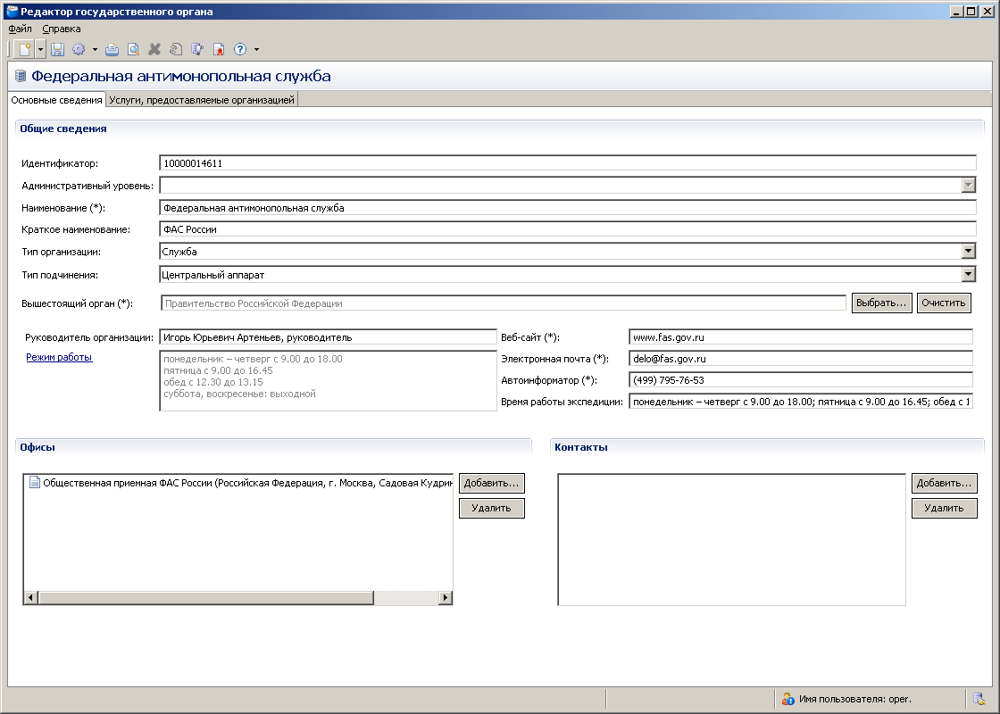 Редактор государственного органа
Файл Справка
Федеральная антимонопольная служба
Основные сведения Услуги, предоставляемые организацией
Общие сведения
Идентификатор: 10000014611
Административный уровень:
Наименование (*): Федеральная антимонопольная служба
Краткое наименование: ФАС России
Тип организации: Служба
Тип подчинения: Центральный аппарат
Вышестоящий орган (*): Правительство Российской Федерации Выбрать... Очистить
Руководитель организации: Игорь Юрьевич Артемьев, руководитель Веб-сайт (*): www.fas.gov.ru
Режим работы
понедельник – четверг с 9.00 до 18.00
пятница с 9.00 до 16.45
обед с 12.30 до 13.15
суббота, воскресенье: выходной
Электронная почта (*): delo@fas.gov.ru
Автоинформатор (*): (499) 795-76-53
Время работы экспедиции: понедельник – четверг с 9.00 до 18.00; пятница с 9.00 до 16.45; обед с 1
Офисы
Общественная приемная ФАС России (Российская Федерация, г. Москва, Садовая Кудрин
Добавить...
Удалить
Контакты
Добавить...
Удалить
Имя пользователя: oper.